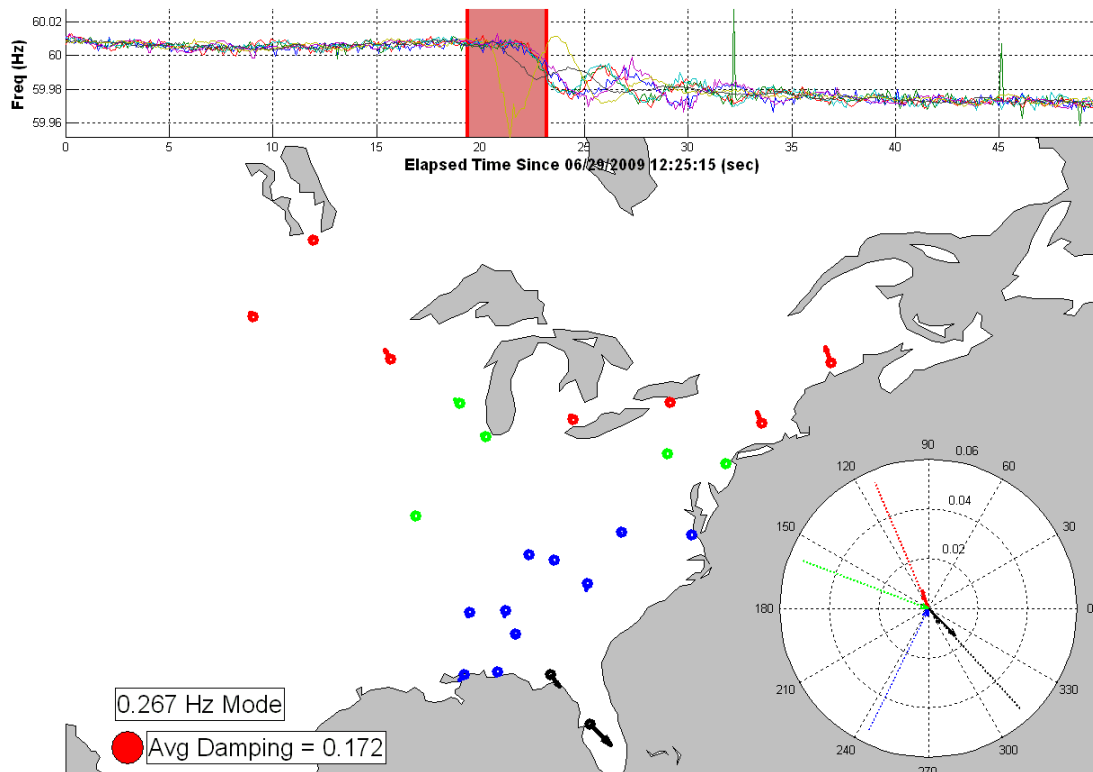 60.02
60
59.98
59.96
Freq (Hz)
0 5 10 15 20 25 30 35 40 45
Elapsed Time Since 06/29/2009 12:25:15 (sec)
90
0.06
120 60
0.04
150 30
0.02
180 0
210 330
240 300
270
0.267 Hz Mode
Avg Damping = 0.172